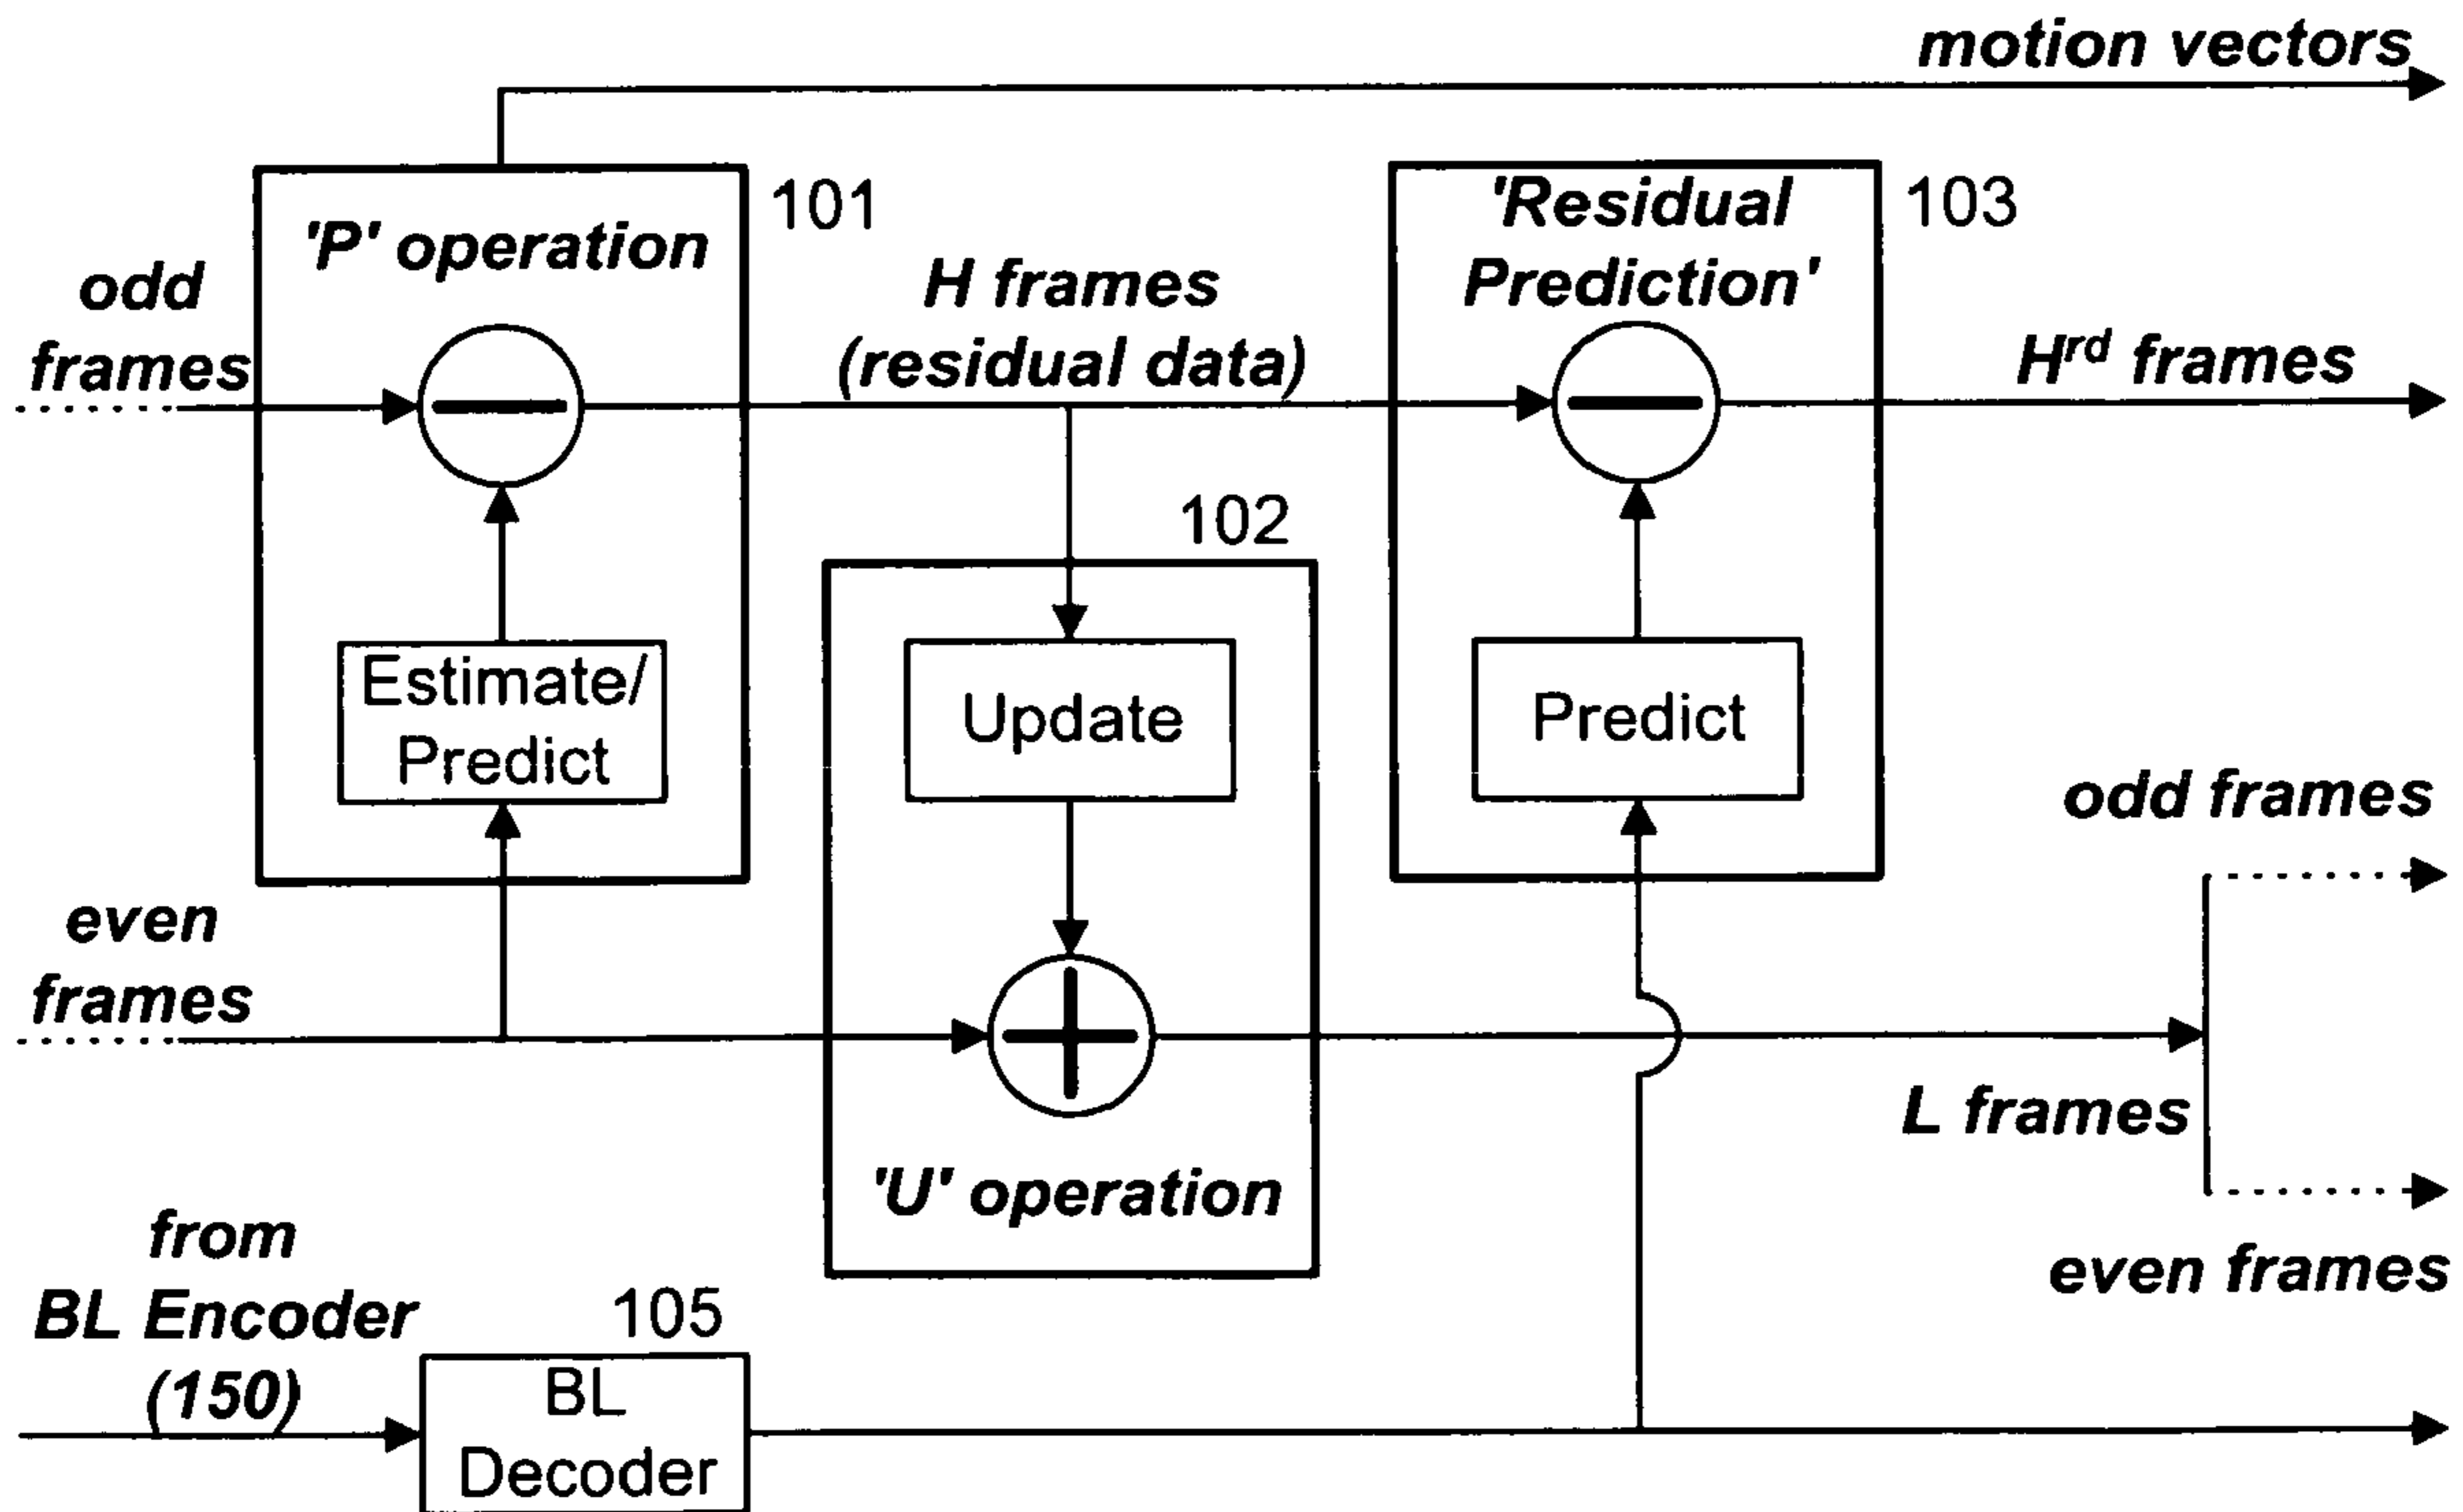 motion vectors
101
'P' operation
odd
frames
H frames
(residual data)
'Residual
Prediction'
103
H^rd frames
102
Estimate/
Predict
Update
Predict
odd frames
even
frames
L frames
'U' operation
even frames
from
BL Encoder
(150)
105
BL
Decoder